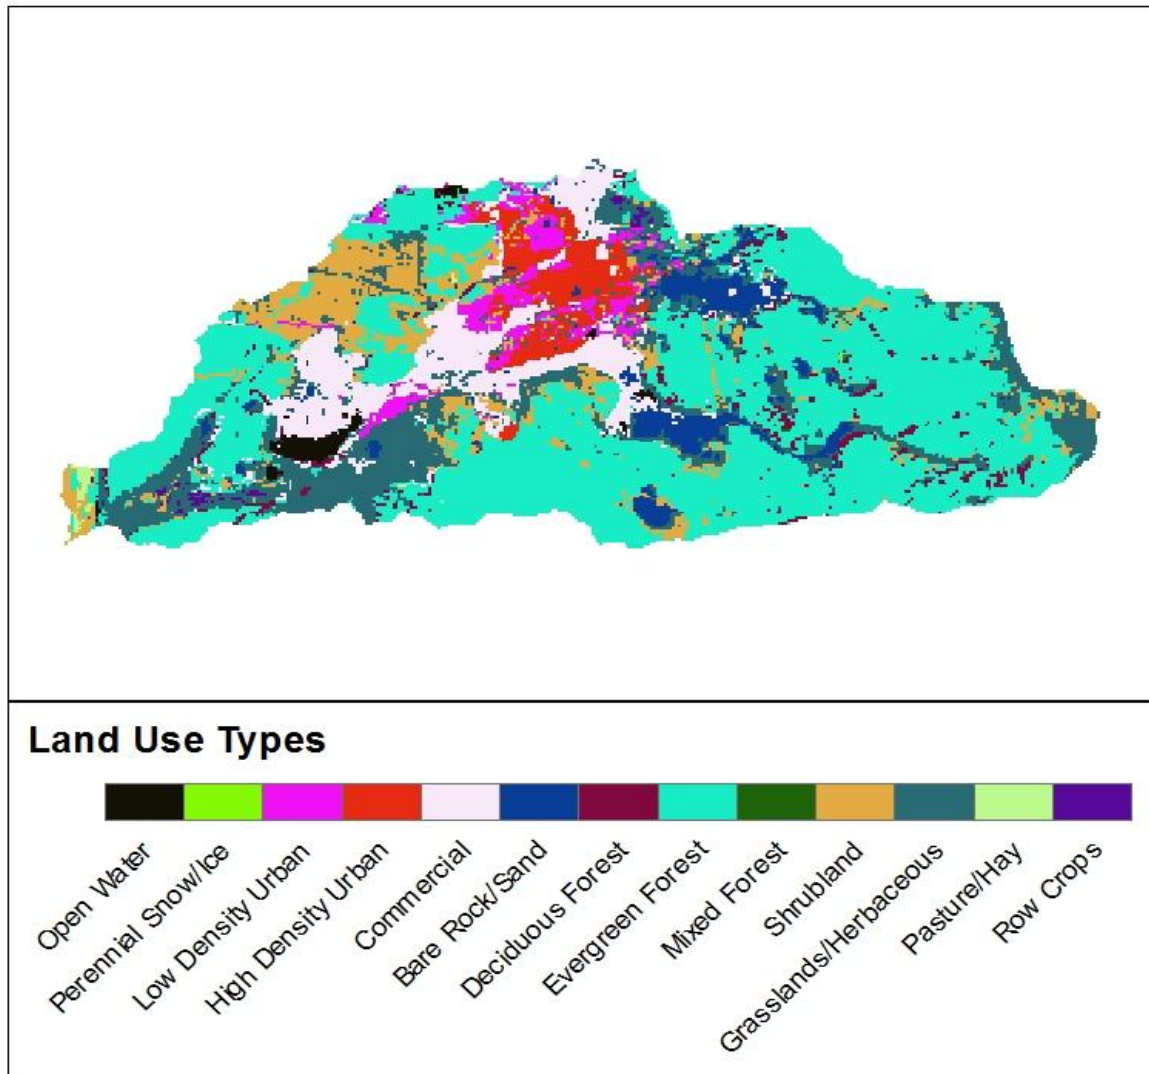 Land Use Types
Open Water
Perennial Snow/Ice
Low Density Urban
High Density Urban
Commercial
Bare Rock/Sand
Deciduous Forest
Evergreen Forest
Mixed Forest
Shrubland
Grasslands/Herbaceous
Pasture/Hay
Row Crops